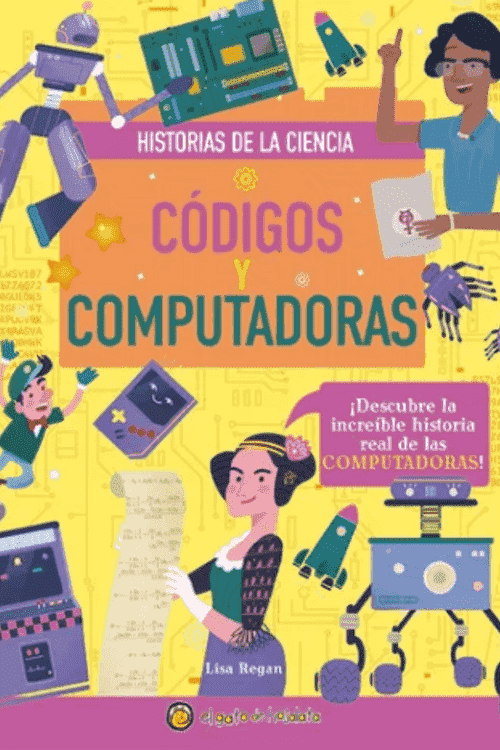 HISTORIAS DE LA CIENCIA
CÓDIGOS
Y
COMPUTADORAS
¡Descubre la
increíble historia
real de las
COMPUTADORAS!
Lisa Regan
el gato de hojalata